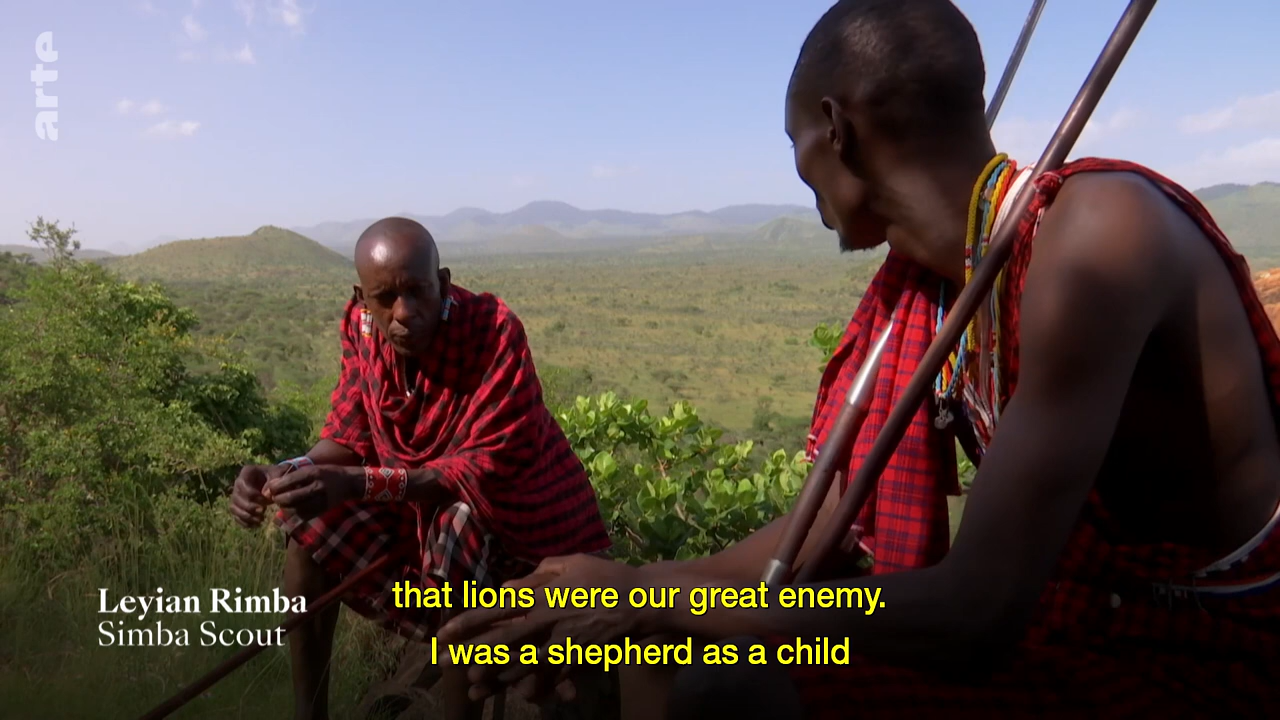 arte
Leyian Rimba
Simba Scout
that lions were our great enemy.
I was a shepherd as a child